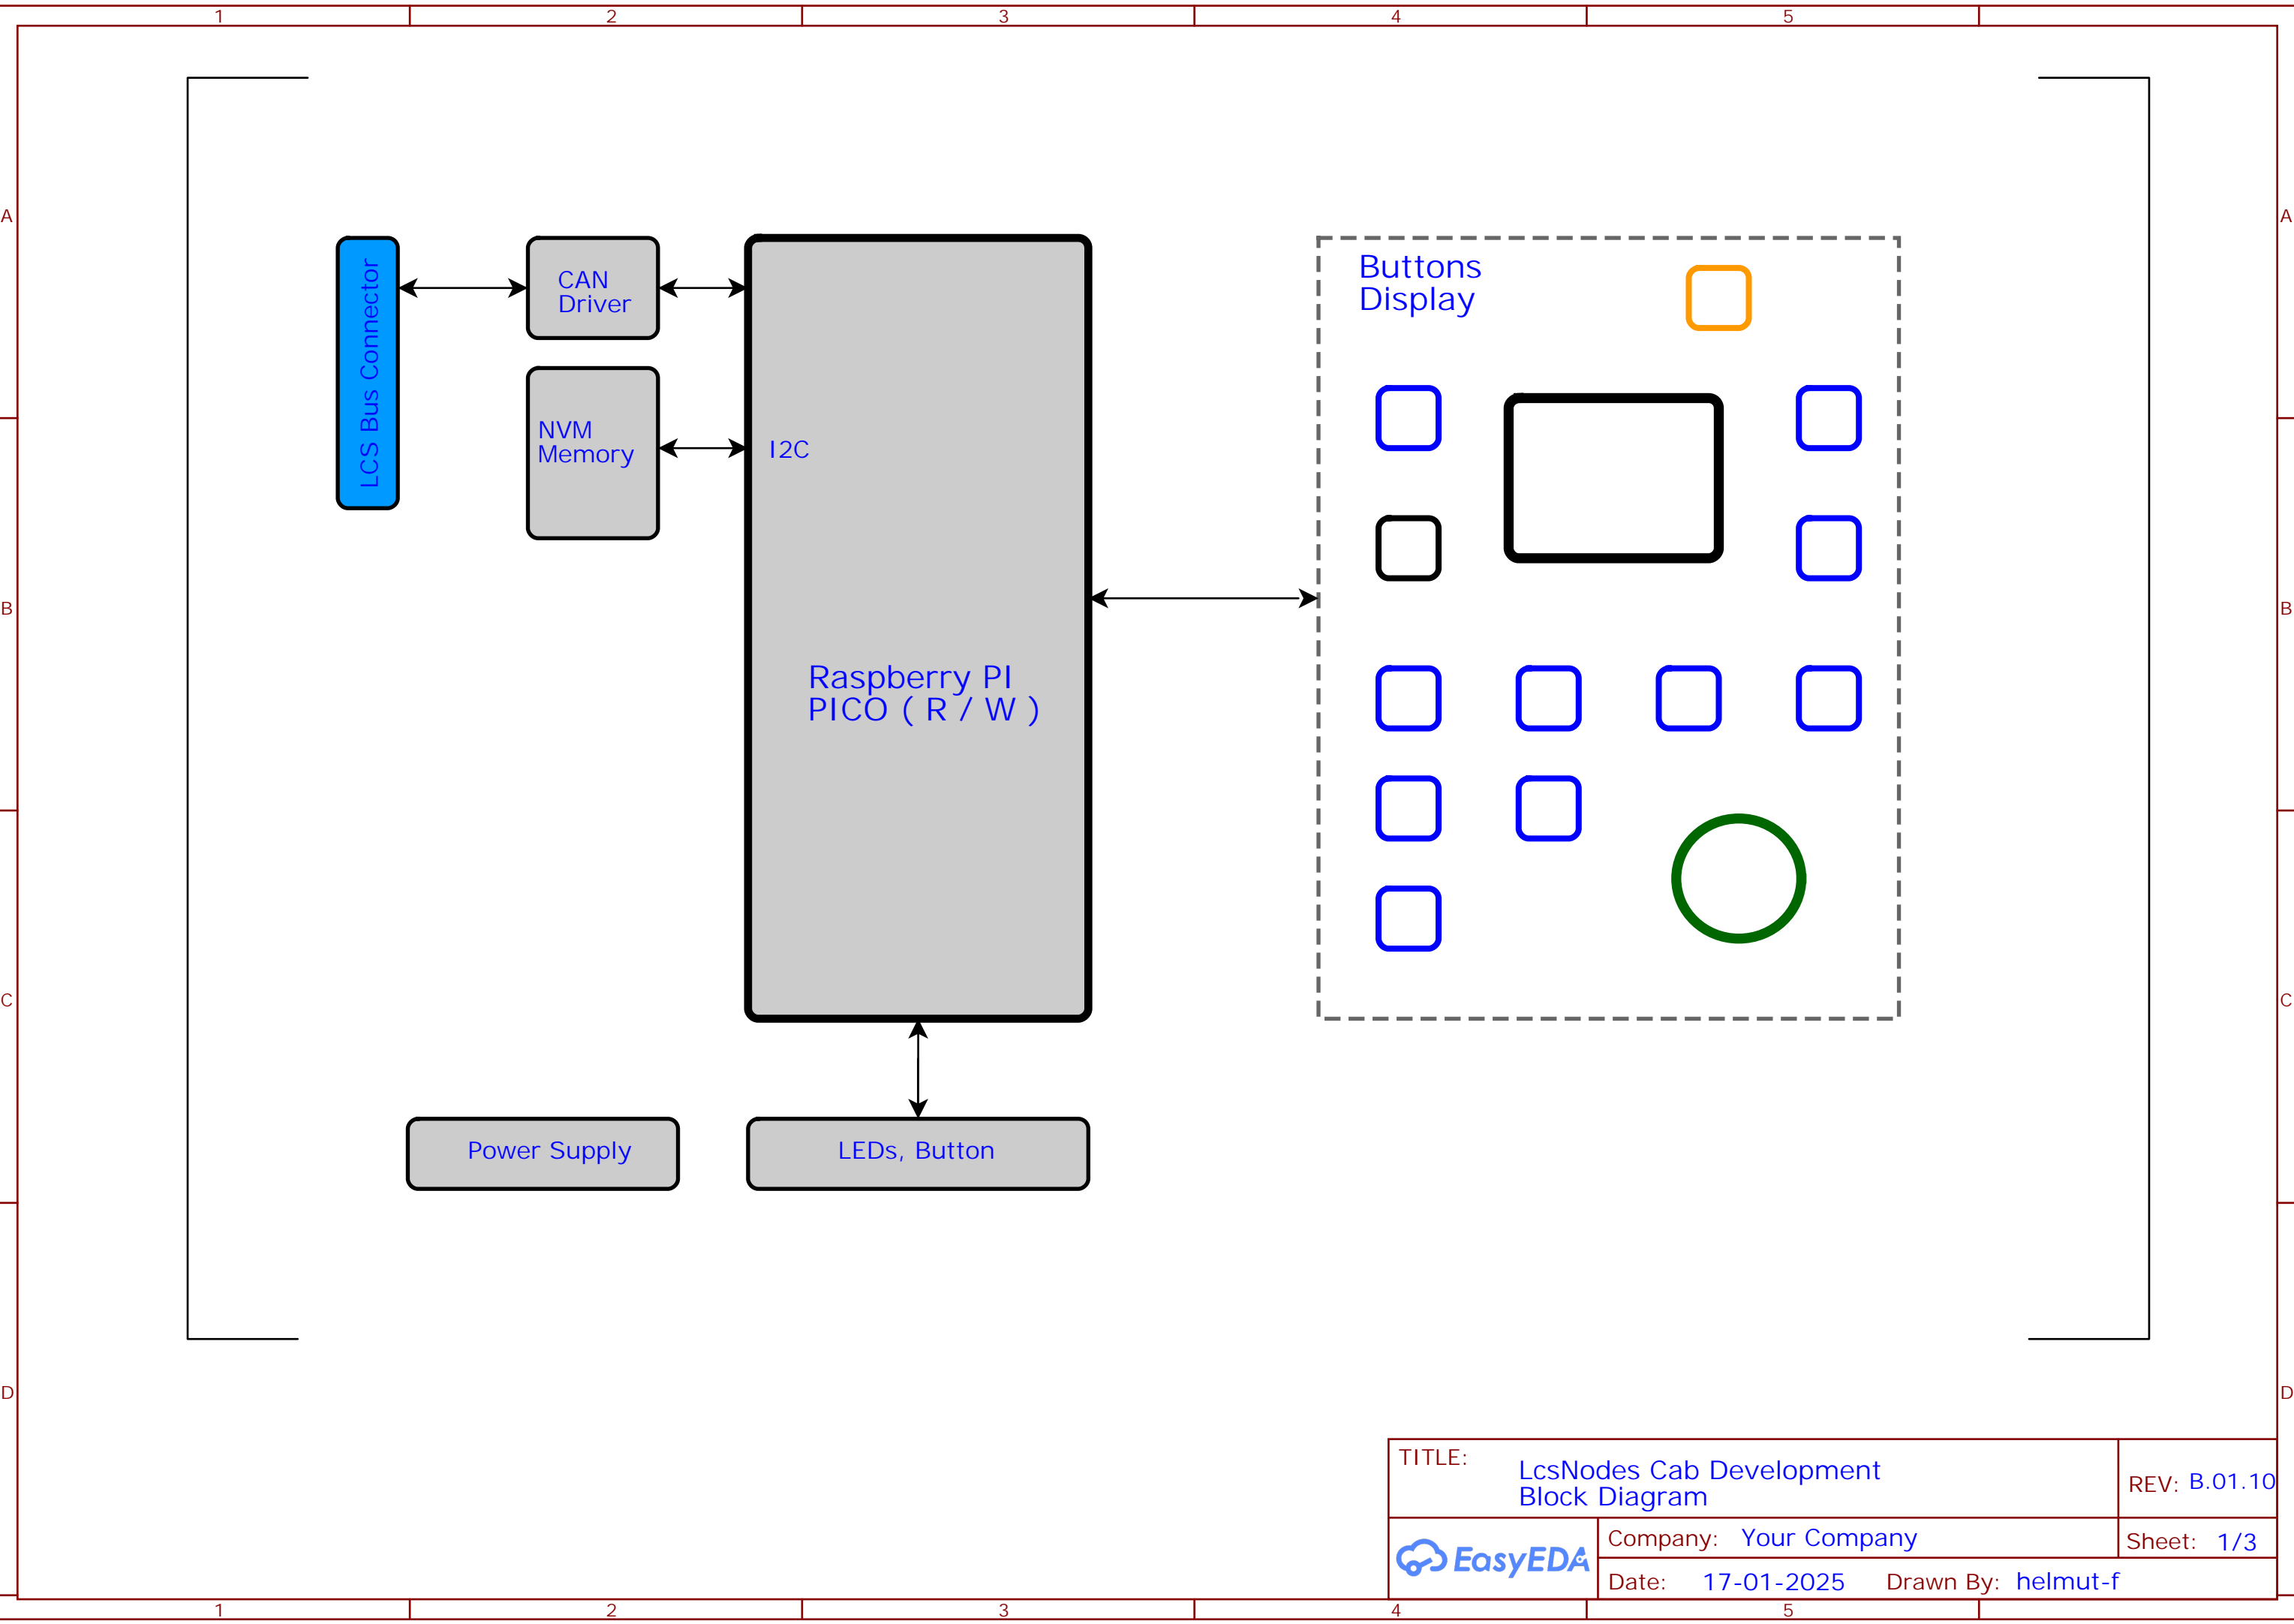 1 2 3 4 5
A A
LCS Bus Connector
CAN
Driver
Buttons
Display
NVM
Memory
I2C
B B
Raspberry PI
PICO ( R / W )
C C
Power Supply
LEDs, Button
D D
TITLE:
LcsNodes Cab Development
Block Diagram
REV: B.01.10
EasyEDA
Company: Your Company
Sheet: 1/3
Date: 17-01-2025 Drawn By: helmut-f
1 2 3 4 5